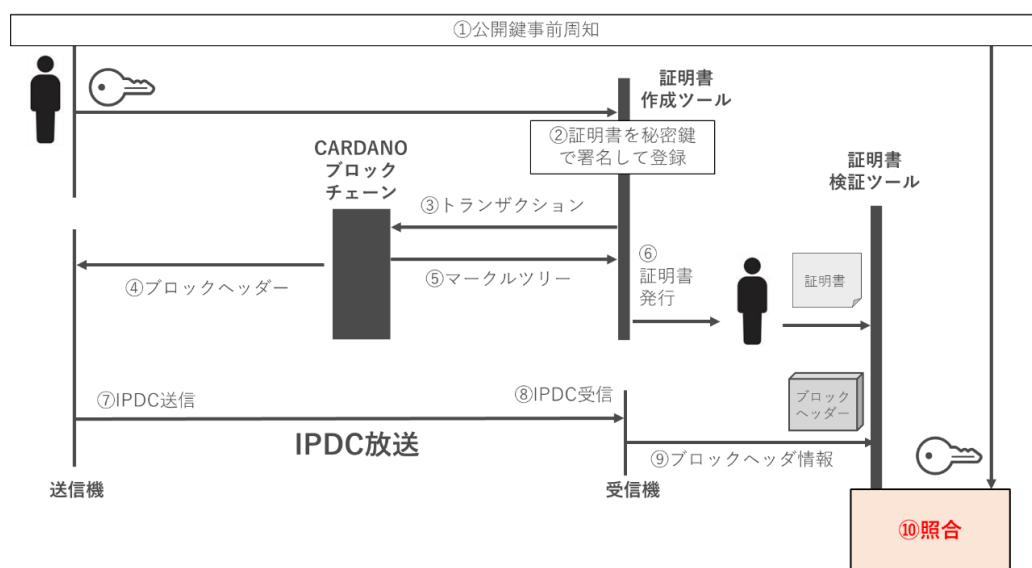 ①公開鍵事前周知
証明書
作成ツール
②証明書を秘密鍵
で署名して登録
CARDANO
ブロック
チェーン
証明書
検証ツール
③トランザクション
④ブロックヘッダー
⑤マークルツリー
⑥
証明書
発行
証明書
⑦IPDC送信
⑧IPDC受信
ブロック
ヘッダー
IPDC放送
⑨ブロックヘッダ情報
送信機
受信機
⑩照合